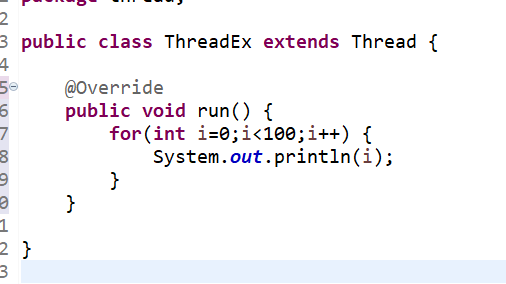 package thread;
2
3 public class ThreadEx extends Thread {
4
5 @Override
6 public void run() {
7 for(int i=0;i<100;i++) {
8 System.out.println(i);
9 }
0 }
1
2 }
3